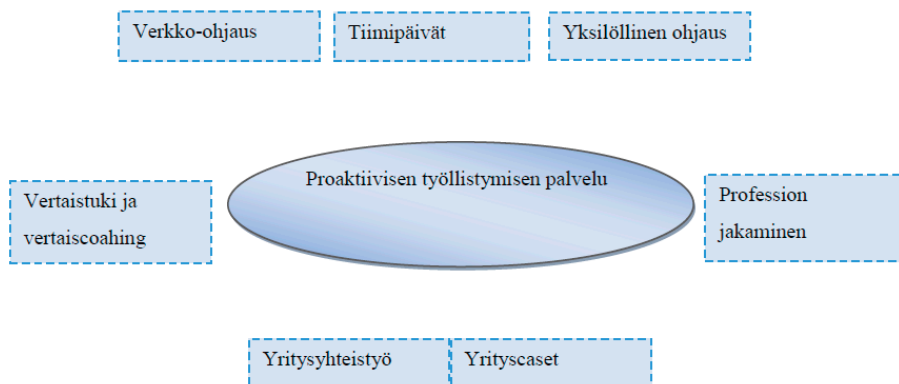 Verkko-ohjaus
Tiimipäivät
Yksilöllinen ohjaus
Proaktiivisen työllistymisen palvelu
Vertaistuki ja
vertaiscoahing
Profession
jakaminen
Yritysyhteistyö
Yrityscaset